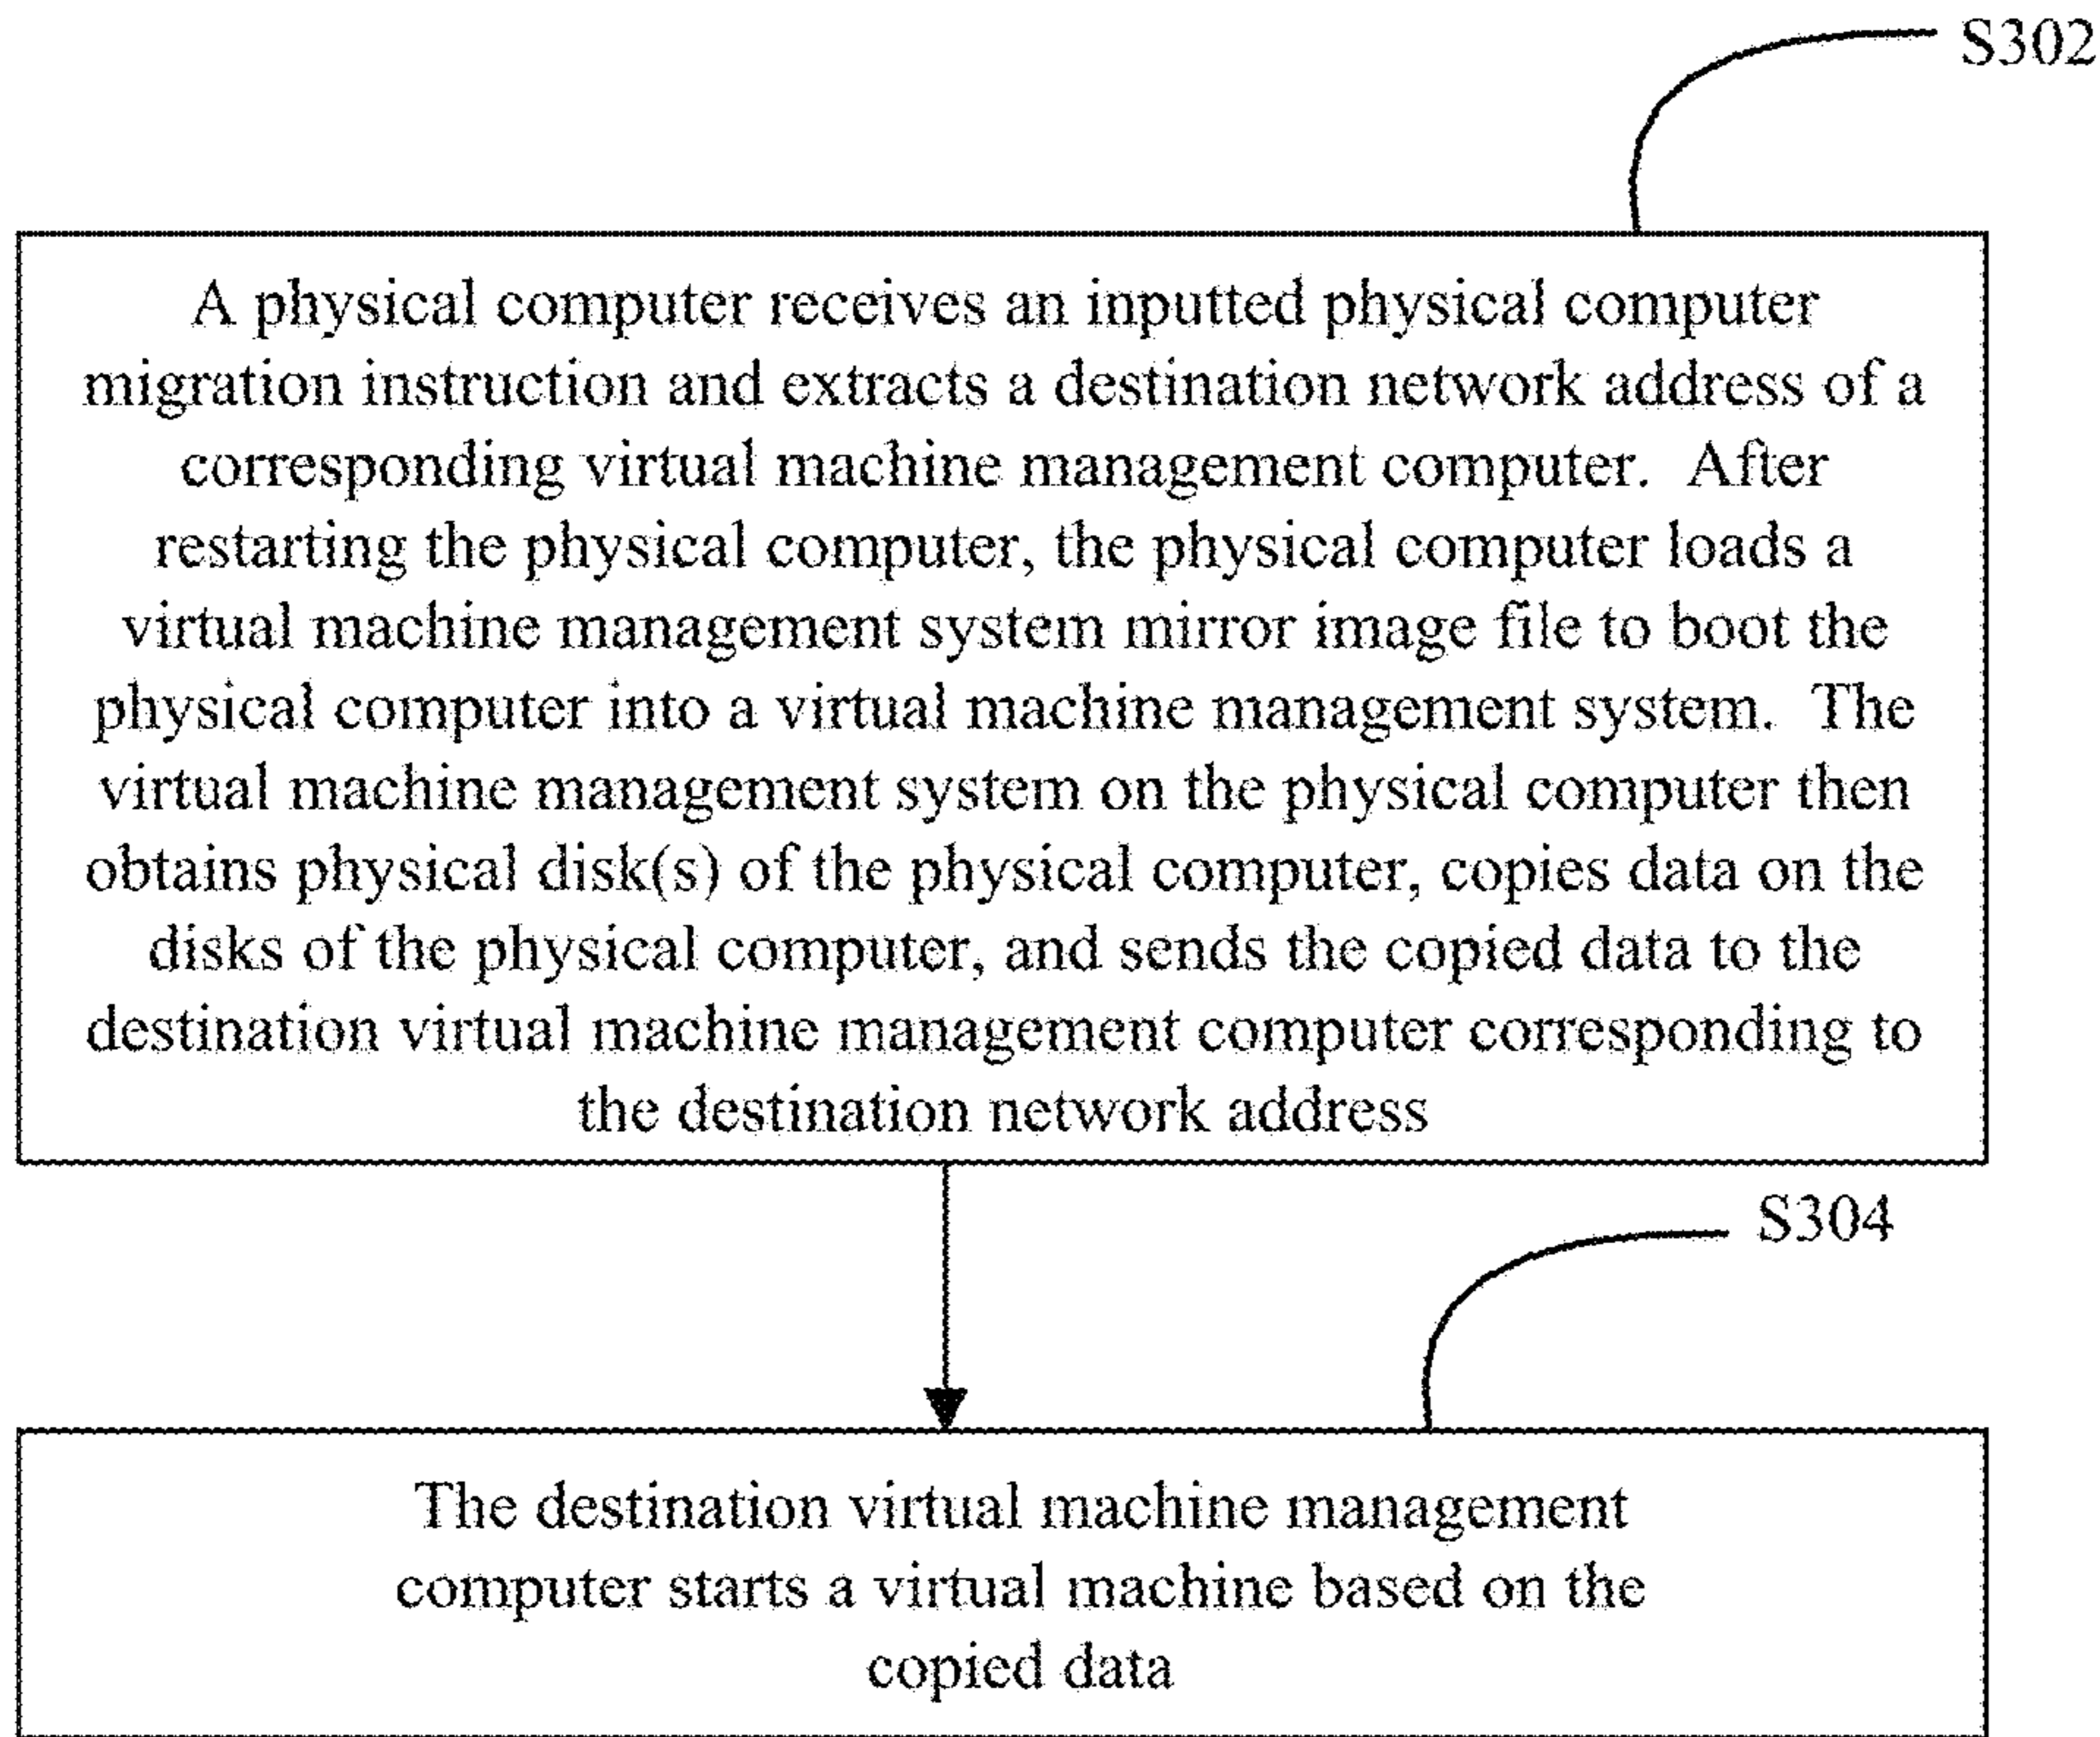 S302
A physical computer receives an inputted physical computer
migration instruction and extracts a destination network address of a
corresponding virtual machine management computer. After
restarting the physical computer, the physical computer loads a
virtual machine management system mirror image file to boot the
physical computer into a virtual machine management system. The
virtual machine management system on the physical computer then
obtains physical disk(s) of the physical computer, copies data on the
disks of the physical computer, and sends the copied data to the
destination virtual machine management computer corresponding to
the destination network address
S304
The destination virtual machine management
computer starts a virtual machine based on the
copied data